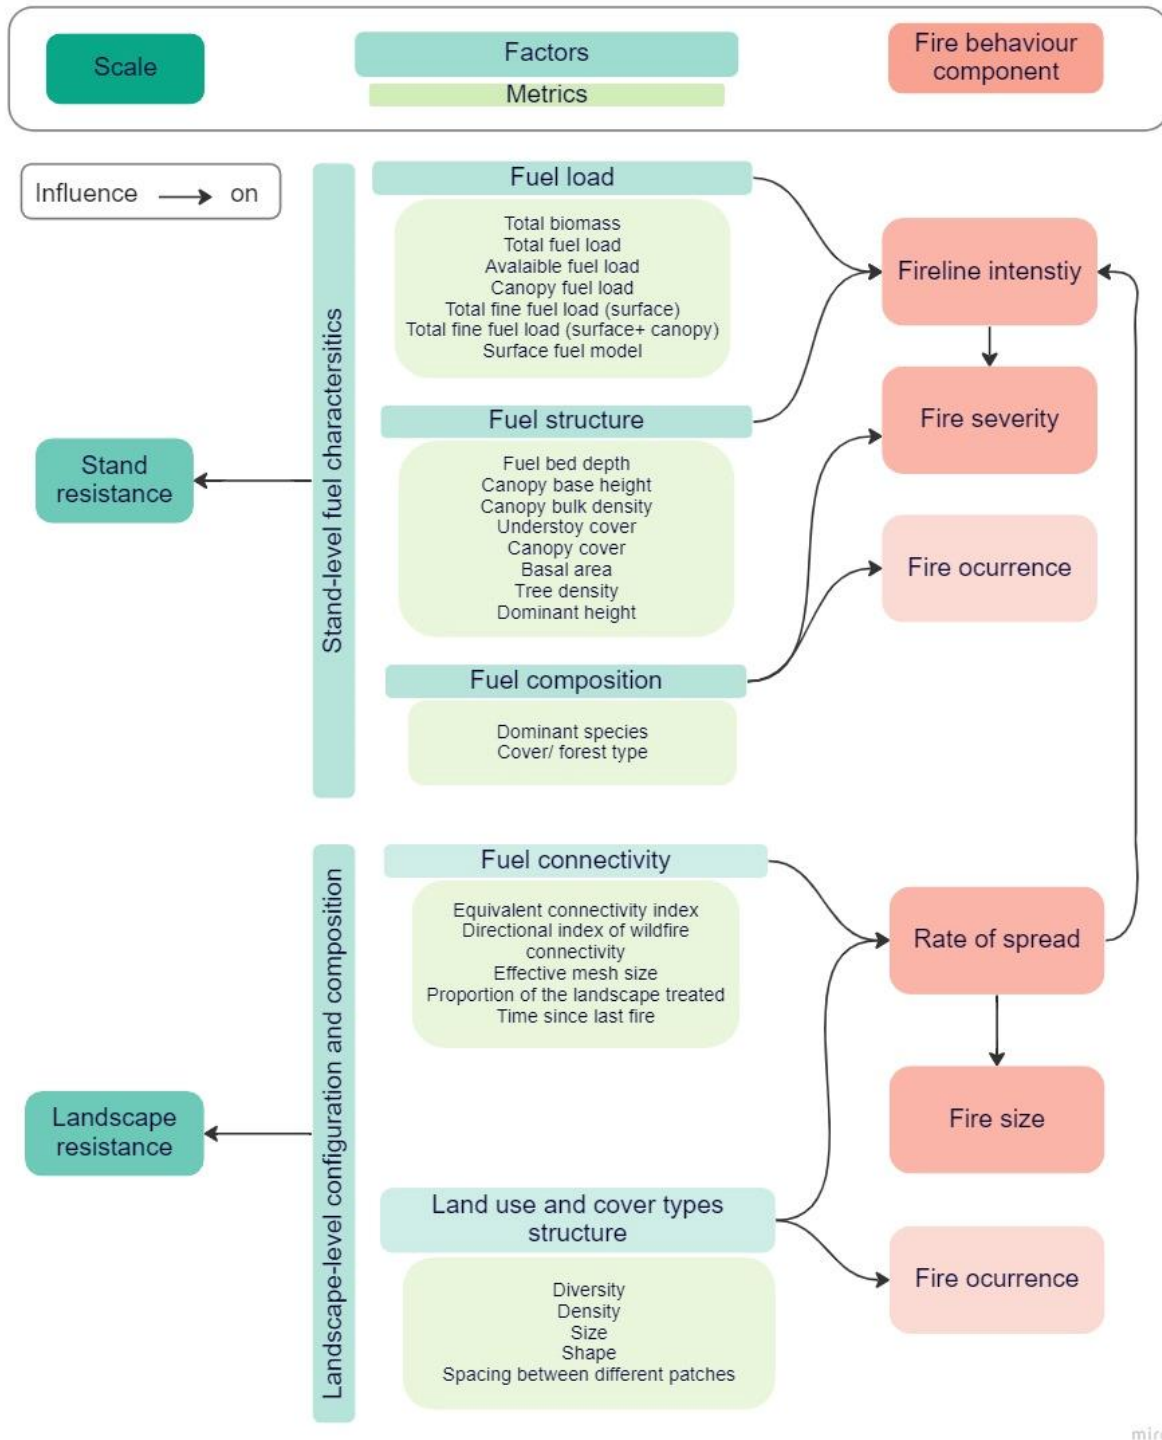 Scale
Factors
Metrics
Fire behaviour
component
Influence on
Stand-level fuel charactersitics
Fuel load
Total biomass
Total fuel load
Avalaible fuel load
Canopy fuel load
Total fine fuel load (surface)
Total fine fuel load (surface+ canopy)
Surface fuel model
Fireline intenstiy
Fuel structure
Fuel bed depth
Canopy base height
Canopy bulk density
Understoy cover
Canopy cover
Basal area
Tree density
Dominant height
Fire severity
Stand
resistance
Fire ocurrence
Fuel composition
Dominant species
Cover/ forest type
Landscape-level configuration and composition
Fuel connectivity
Equivalent connectivity index
Directional index of wildfire
connectivity
Effective mesh size
Proportion of the landscape treated
Time since last fire
Rate of spread
Landscape
resistance
Fire size
Land use and cover types
structure
Diversity
Density
Size
Shape
Spacing between different patches
Fire ocurrence